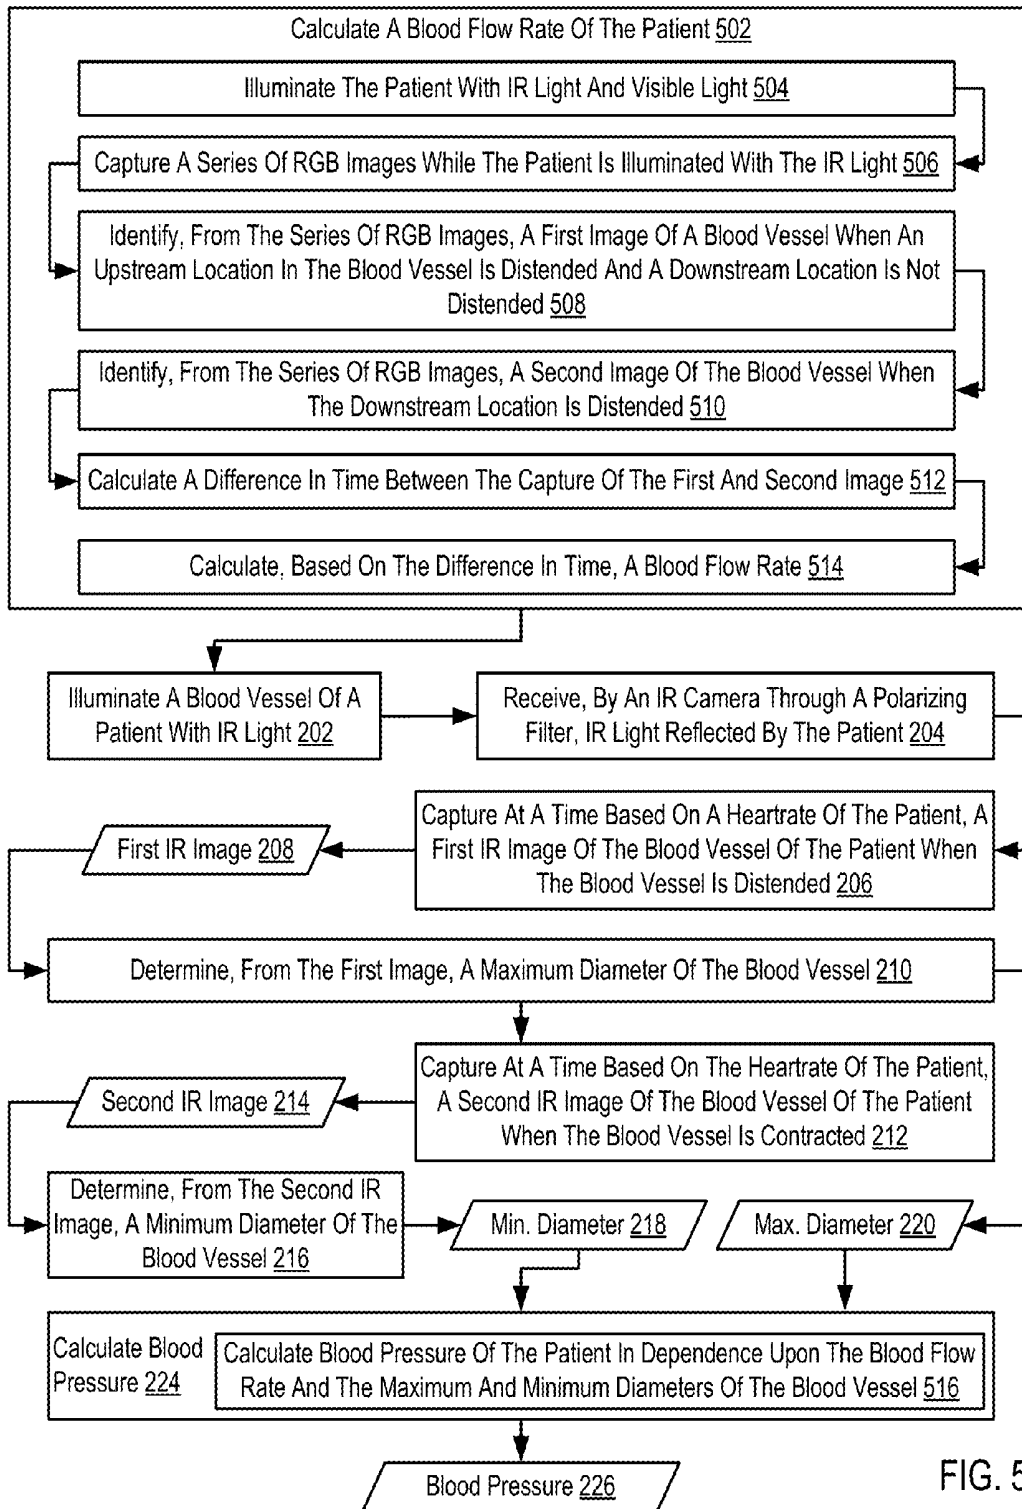 Calculate A Blood Flow Rate Of The Patient 502
Illuminate The Patient With IR Light And Visible Light 504
Capture A Series Of RGB Images While The Patient Is Illuminated With The IR Light 506
Identify, From The Series Of RGB Images, A First Image Of A Blood Vessel When An
Upstream Location In The Blood Vessel Is Distended And A Downstream Location Is Not
Distended 508
Identify, From The Series Of RGB Images, A Second Image Of The Blood Vessel When
The Downstream Location Is Distended 510
Calculate A Difference In Time Between The Capture Of The First And Second Image 512
Calculate, Based On The Difference In Time, A Blood Flow Rate 514
Illuminate A Blood Vessel Of A
Patient With IR Light 202
Receive, By An IR Camera Through A Polarizing
Filter, IR Light Reflected By The Patient 204
Capture At A Time Based On A Heartrate Of The Patient, A
First IR Image Of The Blood Vessel Of The Patient When
The Blood Vessel Is Distended 206
First IR Image 208
Determine, From The First Image, A Maximum Diameter Of The Blood Vessel 210
Capture At A Time Based On The Heartrate Of The Patient,
A Second IR Image Of The Blood Vessel Of The Patient
When The Blood Vessel Is Contracted 212
Second IR Image 214
Determine, From The Second IR
Image, A Minimum Diameter Of The
Blood Vessel 216
Min. Diameter 218
Max. Diameter 220
Calculate Blood
Pressure 224
Calculate Blood Pressure Of The Patient In Dependence Upon The Blood Flow
Rate And The Maximum And Minimum Diameters Of The Blood Vessel 516
Blood Pressure 226
FIG. 5